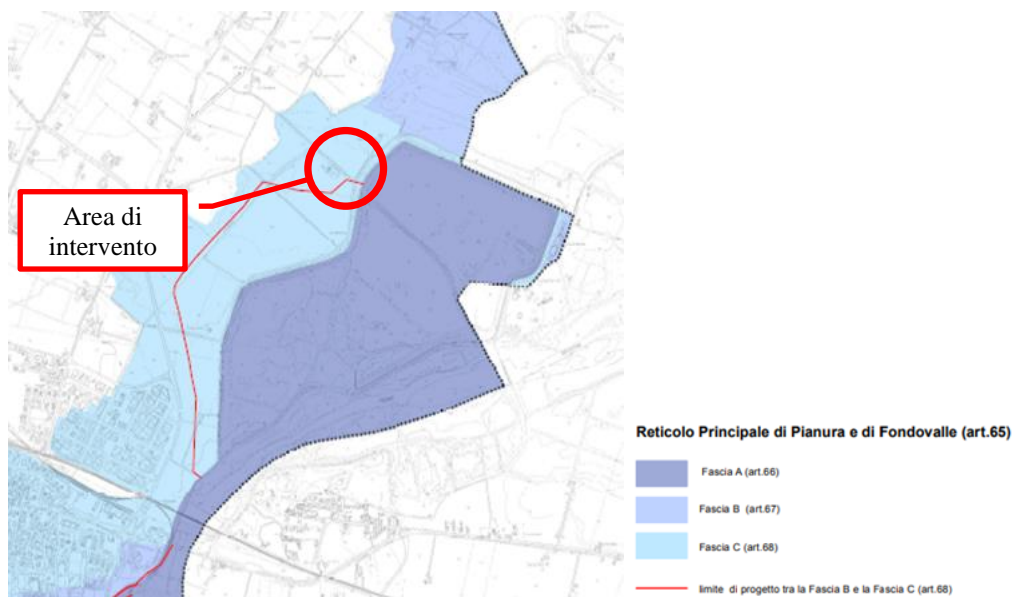 Area di
intervento
Reticolo Principale di Pianura e di Fondovalle (art.65)
Fascia A (art.66)
Fascia B (art.67)
Fascia C (art.68)
limite di progetto tra la Fascia B e la Fascia C (art.68)